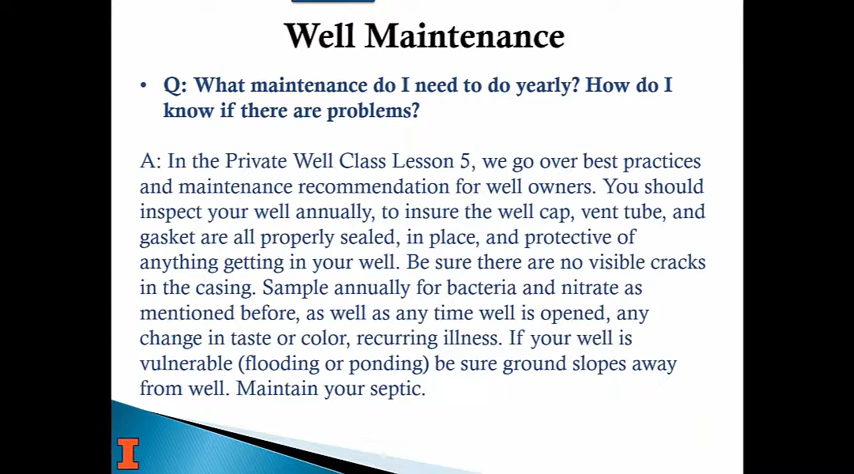 Well Maintenance
• Q: What maintenance do I need to do yearly? How do I
know if there are problems?
A: In the Private Well Class Lesson 5, we go over best practices
and maintenance recommendation for well owners. You should
inspect your well annually, to insure the well cap, vent tube, and
gasket are all properly sealed, in place, and protective of
anything getting in your well. Be sure there are no visible cracks
in the casing. Sample annually for bacteria and nitrate as
mentioned before, as well as any time well is opened, any
change in taste or color, recurring illness. If your well is
vulnerable (flooding or ponding) be sure ground slopes away
from well. Maintain your septic.
I